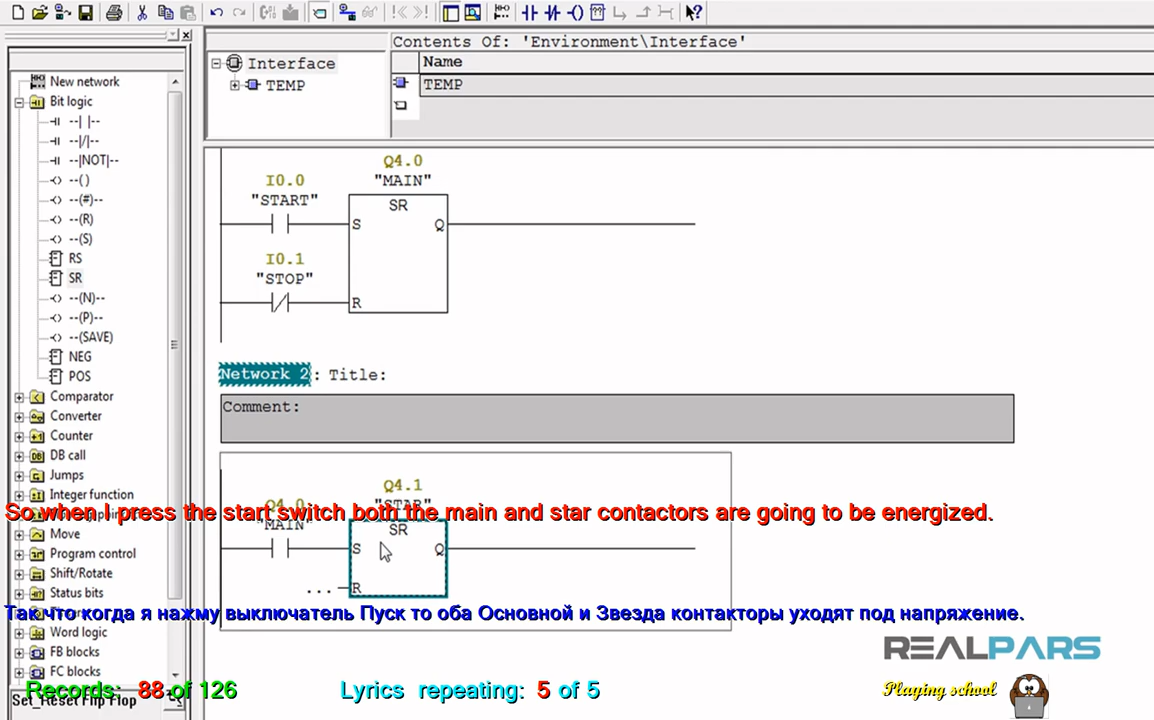 Contents Of: 'Environment\Interface'
Interface
TEMP
Name
TEMP
New network
Bit logic
--| |--
--|/|--
--|NOT|--
--( )
--(#)--
--(R)
--(S)
RS
SR
--(N)--
--(P)--
--(SAVE)
NEG
POS
Comparator
Converter
Counter
DB call
Jumps
Integer function
Move
Program control
Shift/Rotate
Status bits
Word logic
FB blocks
FC blocks
Set_Reset Flip Flop
Q4.0
I0.0
"MAIN"
"START"
SR
S
Q
I0.1
"STOP"
R
Network 2: Title:
Comment:
Q4.1
Q4.0
"STAR"
"MAIN"
SR
S
Q
... R
So when I press the start switch both the main and star contactors are going to be energized.
Так что когда я нажму выключатель Пуск то оба Основной и Звезда контакторы уходят под напряжение.
REALPARS
Records: 88 of 126
Lyrics repeating: 5 of 5
Playing school